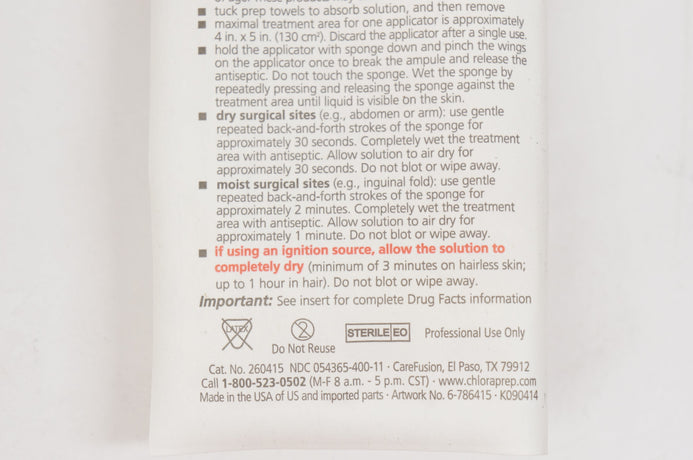 tuck prep towels to absorb solution, and then remove
■ maximal treatment area for one applicator is approximately
4 in. x 5 in. (130 cm²). Discard the applicator after a single use.
■ hold the applicator with sponge down and pinch the wings
on the applicator once to break the ampule and release the
antiseptic. Do not touch the sponge. Wet the sponge by
repeatedly pressing and releasing the sponge against the
treatment area until liquid is visible on the skin.
■ dry surgical sites (e.g., abdomen or arm): use gentle
repeated back-and-forth strokes of the sponge for
approximately 30 seconds. Completely wet the treatment
area with antiseptic. Allow solution to air dry for
approximately 30 seconds. Do not blot or wipe away.
■ moist surgical sites (e.g., inguinal fold): use gentle
repeated back-and-forth strokes of the sponge for
approximately 2 minutes. Completely wet the treatment
area with antiseptic. Allow solution to air dry for
approximately 1 minute. Do not blot or wipe away.
■ if using an ignition source, allow the solution to
completely dry (minimum of 3 minutes on hairless skin;
up to 1 hour in hair). Do not blot or wipe away.
Important: See insert for complete Drug Facts information
LATEX 2 STERILE EO Professional Use Only
Do Not Reuse
Cat. No. 260415 NDC 054365-400-11 · CareFusion, El Paso, TX 79912
Call 1-800-523-0502 (M-F 8 a.m. - 5 p.m. CST) · www.chloraprep.com
Made in the USA of US and imported parts · Artwork No. 6-786415 · K090414